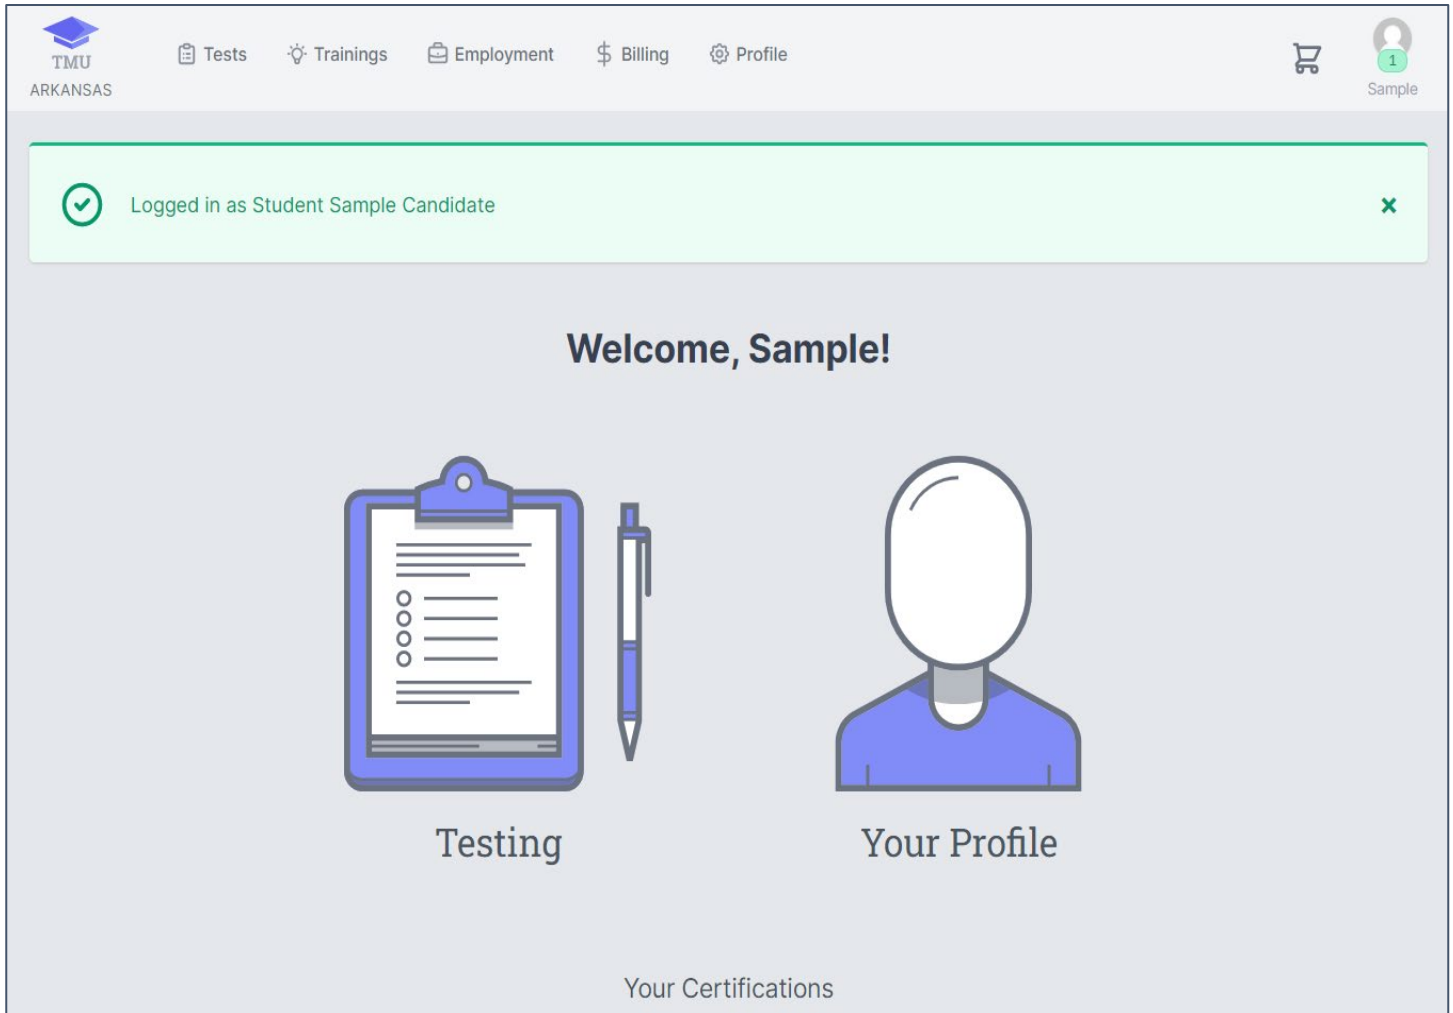 TMU
ARKANSAS
Tests
Trainings
Employment
Billing
Profile
1
Sample
Logged in as Student Sample Candidate
Welcome, Sample!
Testing
Your Profile
Your Certifications